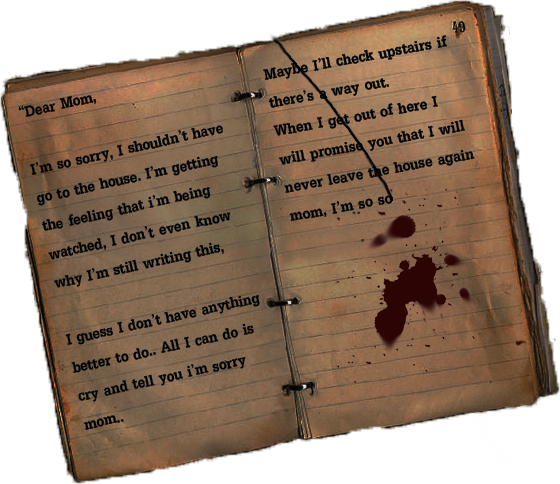 “Dear Mom,
I'm so sorry, I shouldn't have
go to the house. I'm getting
the feeling that i'm being
watched, I don't even know
why I'm still writing this,
I guess I don't have anything
better to do.. All I can do is
cry and tell you i'm sorry
mom..
49
Maybe I'll check upstairs if
there's a way out.
When I get out of here I
will promise you that I will
never leave the house again
mom, I'm so so